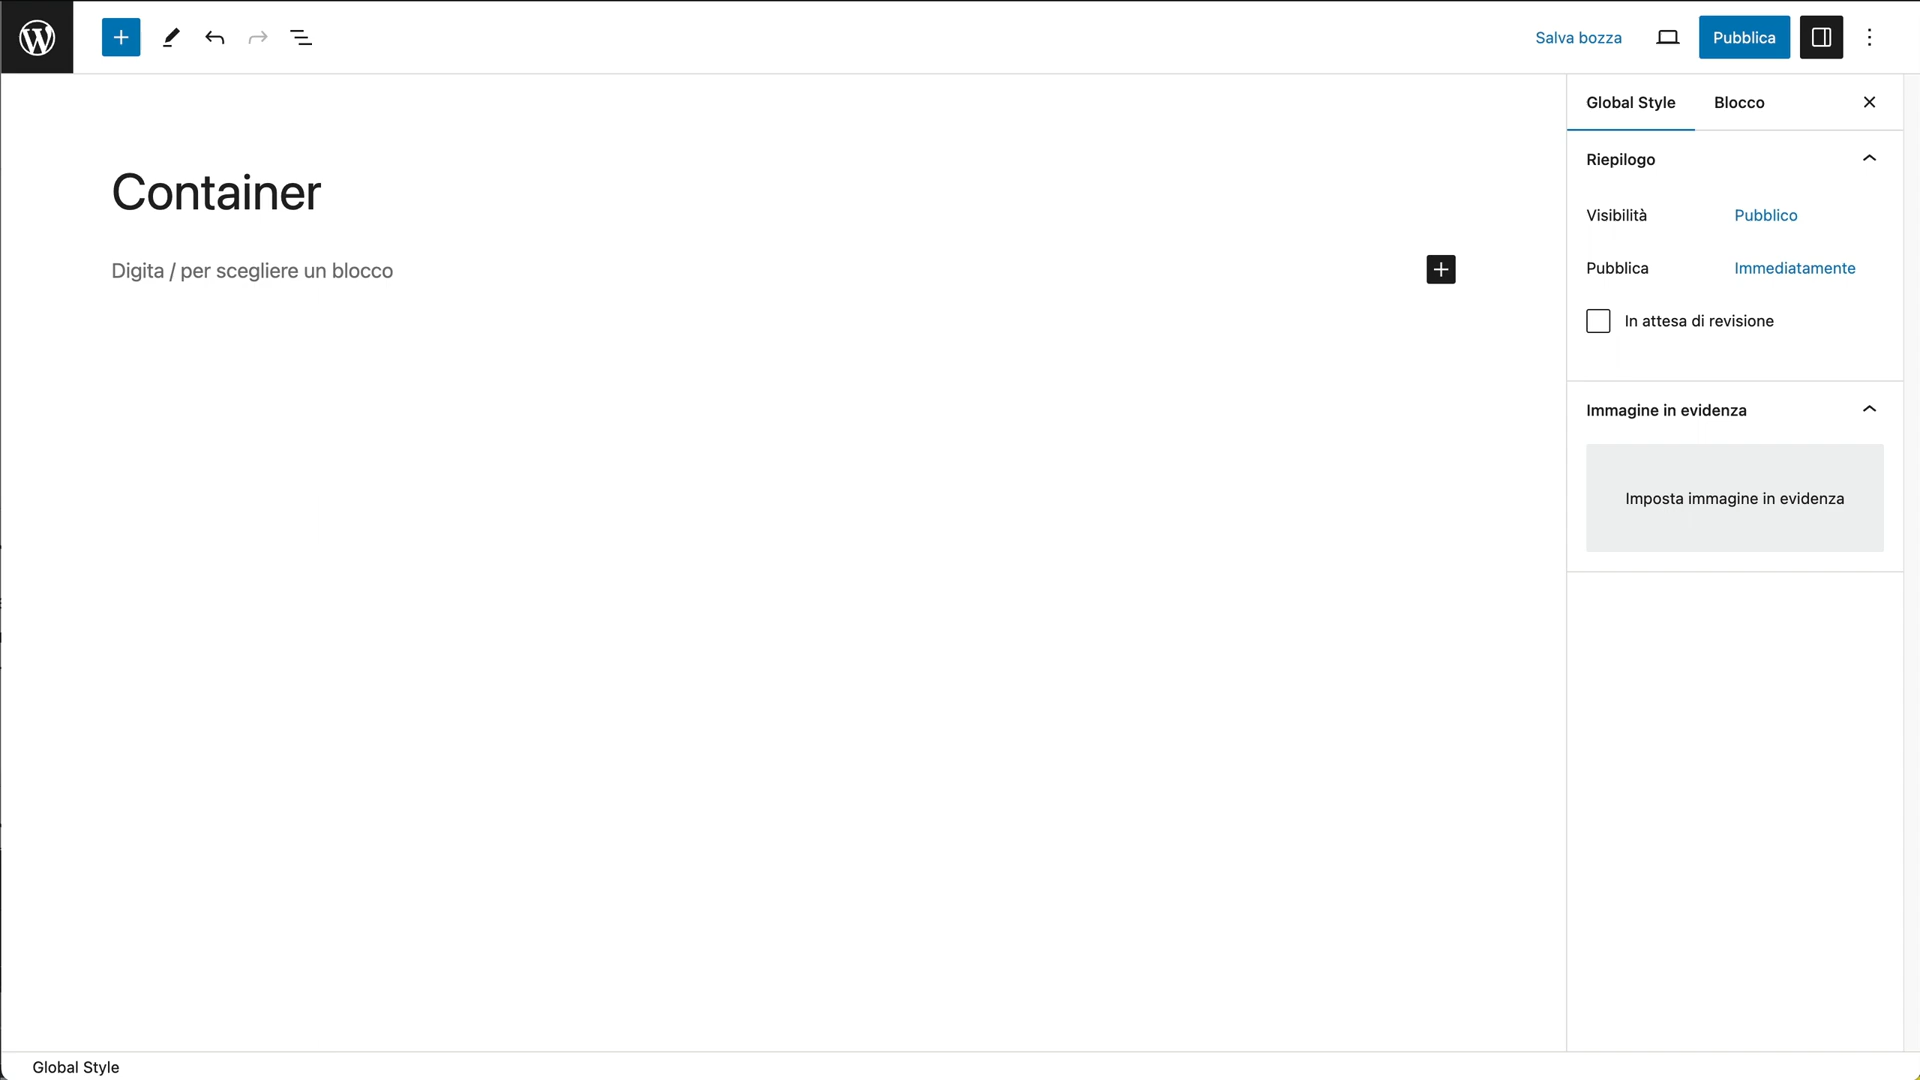 Salva bozza
Pubblica
Global Style
Blocco
Container
Digita / per scegliere un blocco
Riepilogo
Visibilità
Pubblico
Pubblica
Immediatamente
In attesa di revisione
Immagine in evidenza
Imposta immagine in evidenza
Global Style